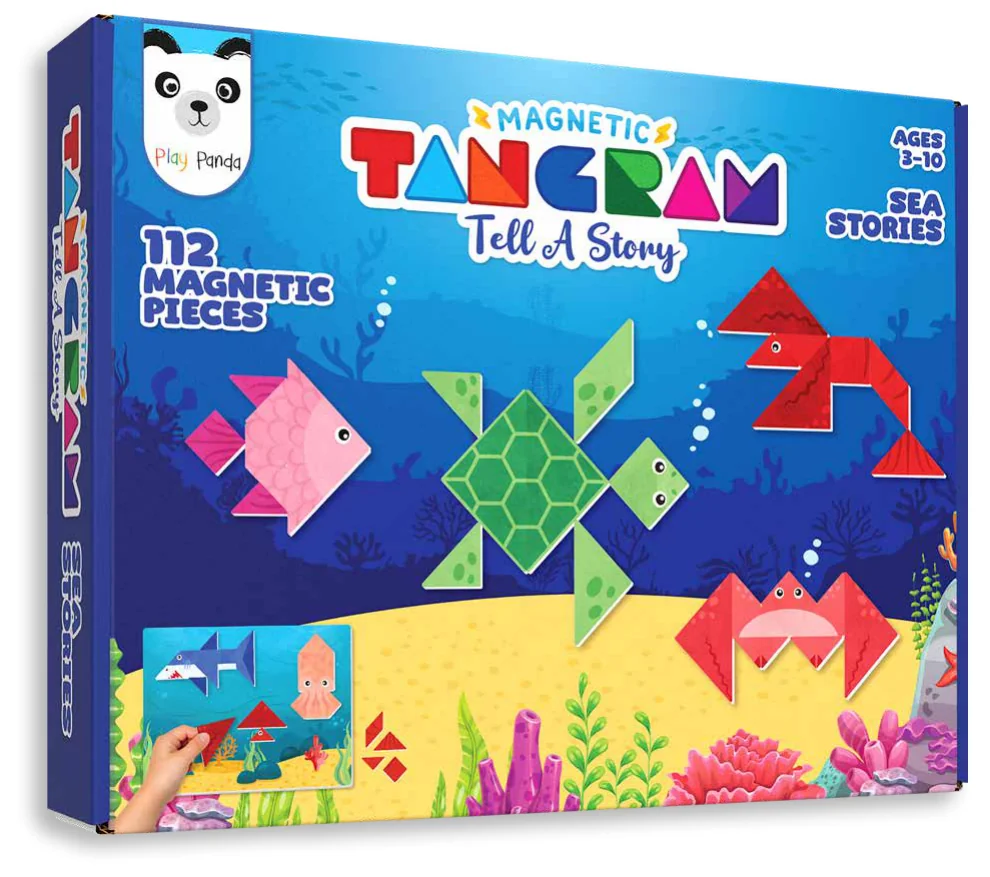 Play Panda
MAGNETIC
TANGRAM
Tell A Story
AGES
3-10
SEA
STORIES
112
MAGNETIC
PIECES
MAGNETIC
TANGRAM
Tell A Story
SEA
STORIES